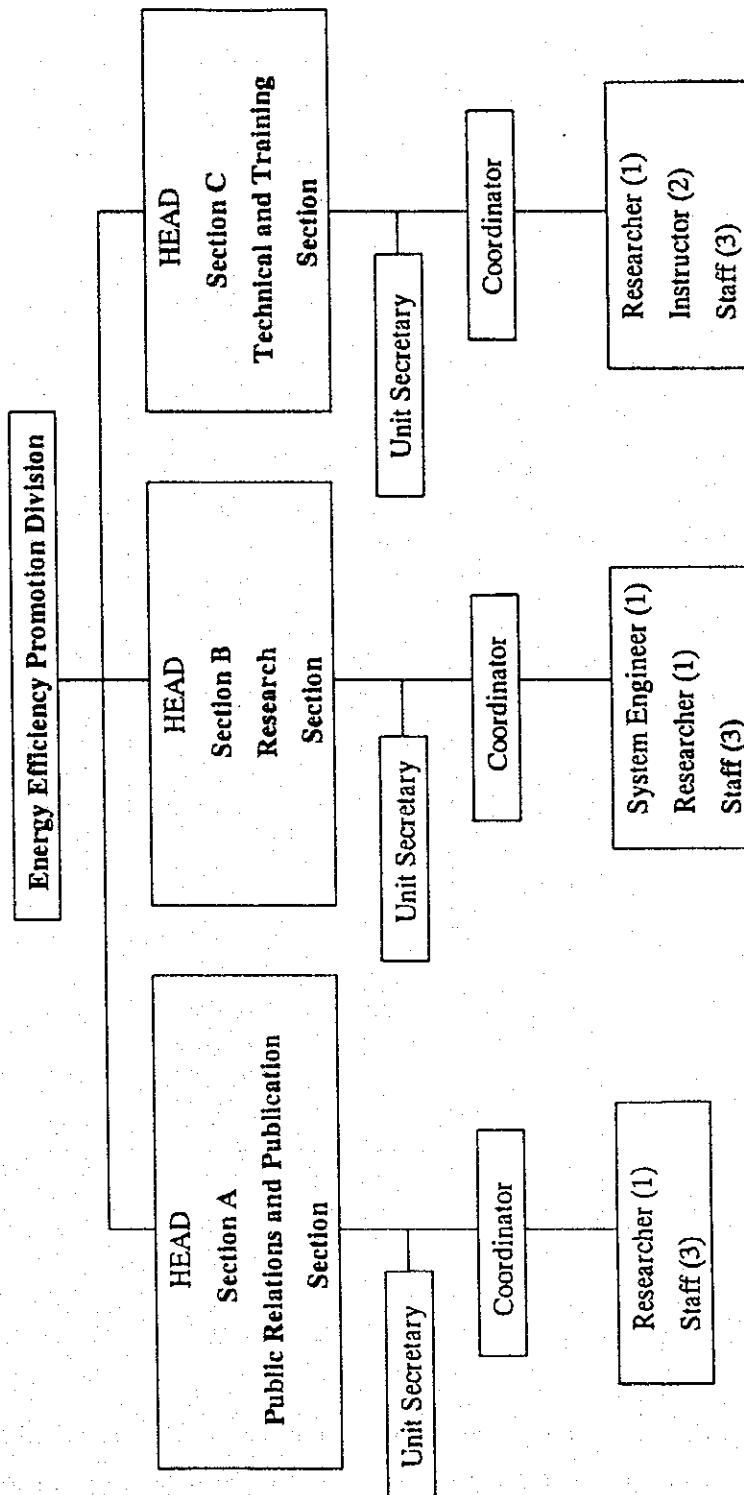 Energy Efficiency Promotion Division
HEAD
Section A
Public Relations and Publication
Section
Unit Secretary
Coordinator
Researcher (1)
Staff (3)
HEAD
Section B
Research
Section
Unit Secretary
Coordinator
System Engineer (1)
Researcher (1)
Staff (3)
HEAD
Section C
Technical and Training
Section
Unit Secretary
Coordinator
Researcher (1)
Instructor (2)
Staff (3)